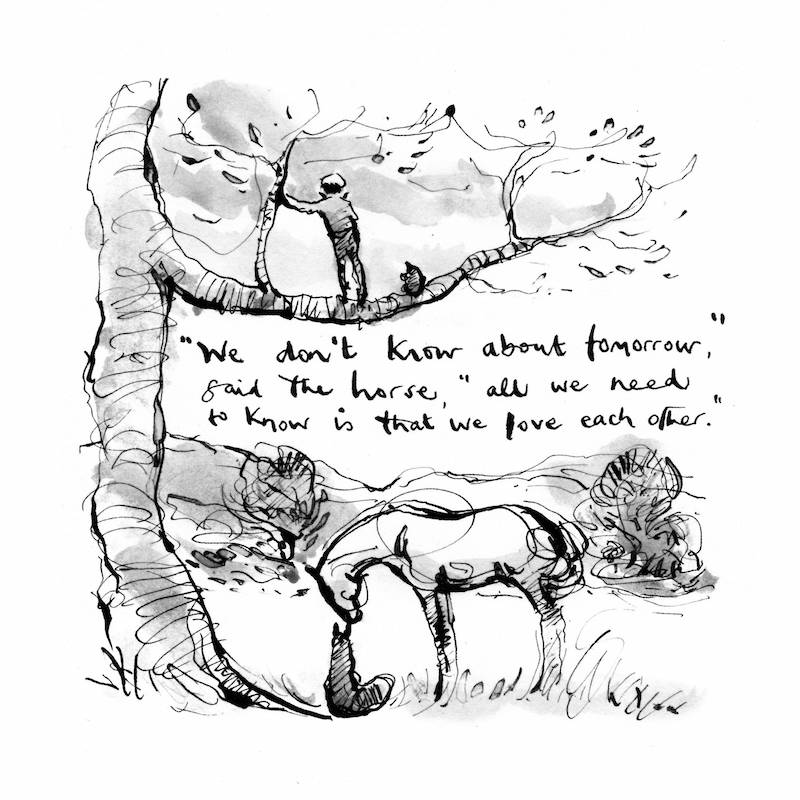 "We don't know about tomorrow,"
said the horse, "all we need
to know is that we love each other."